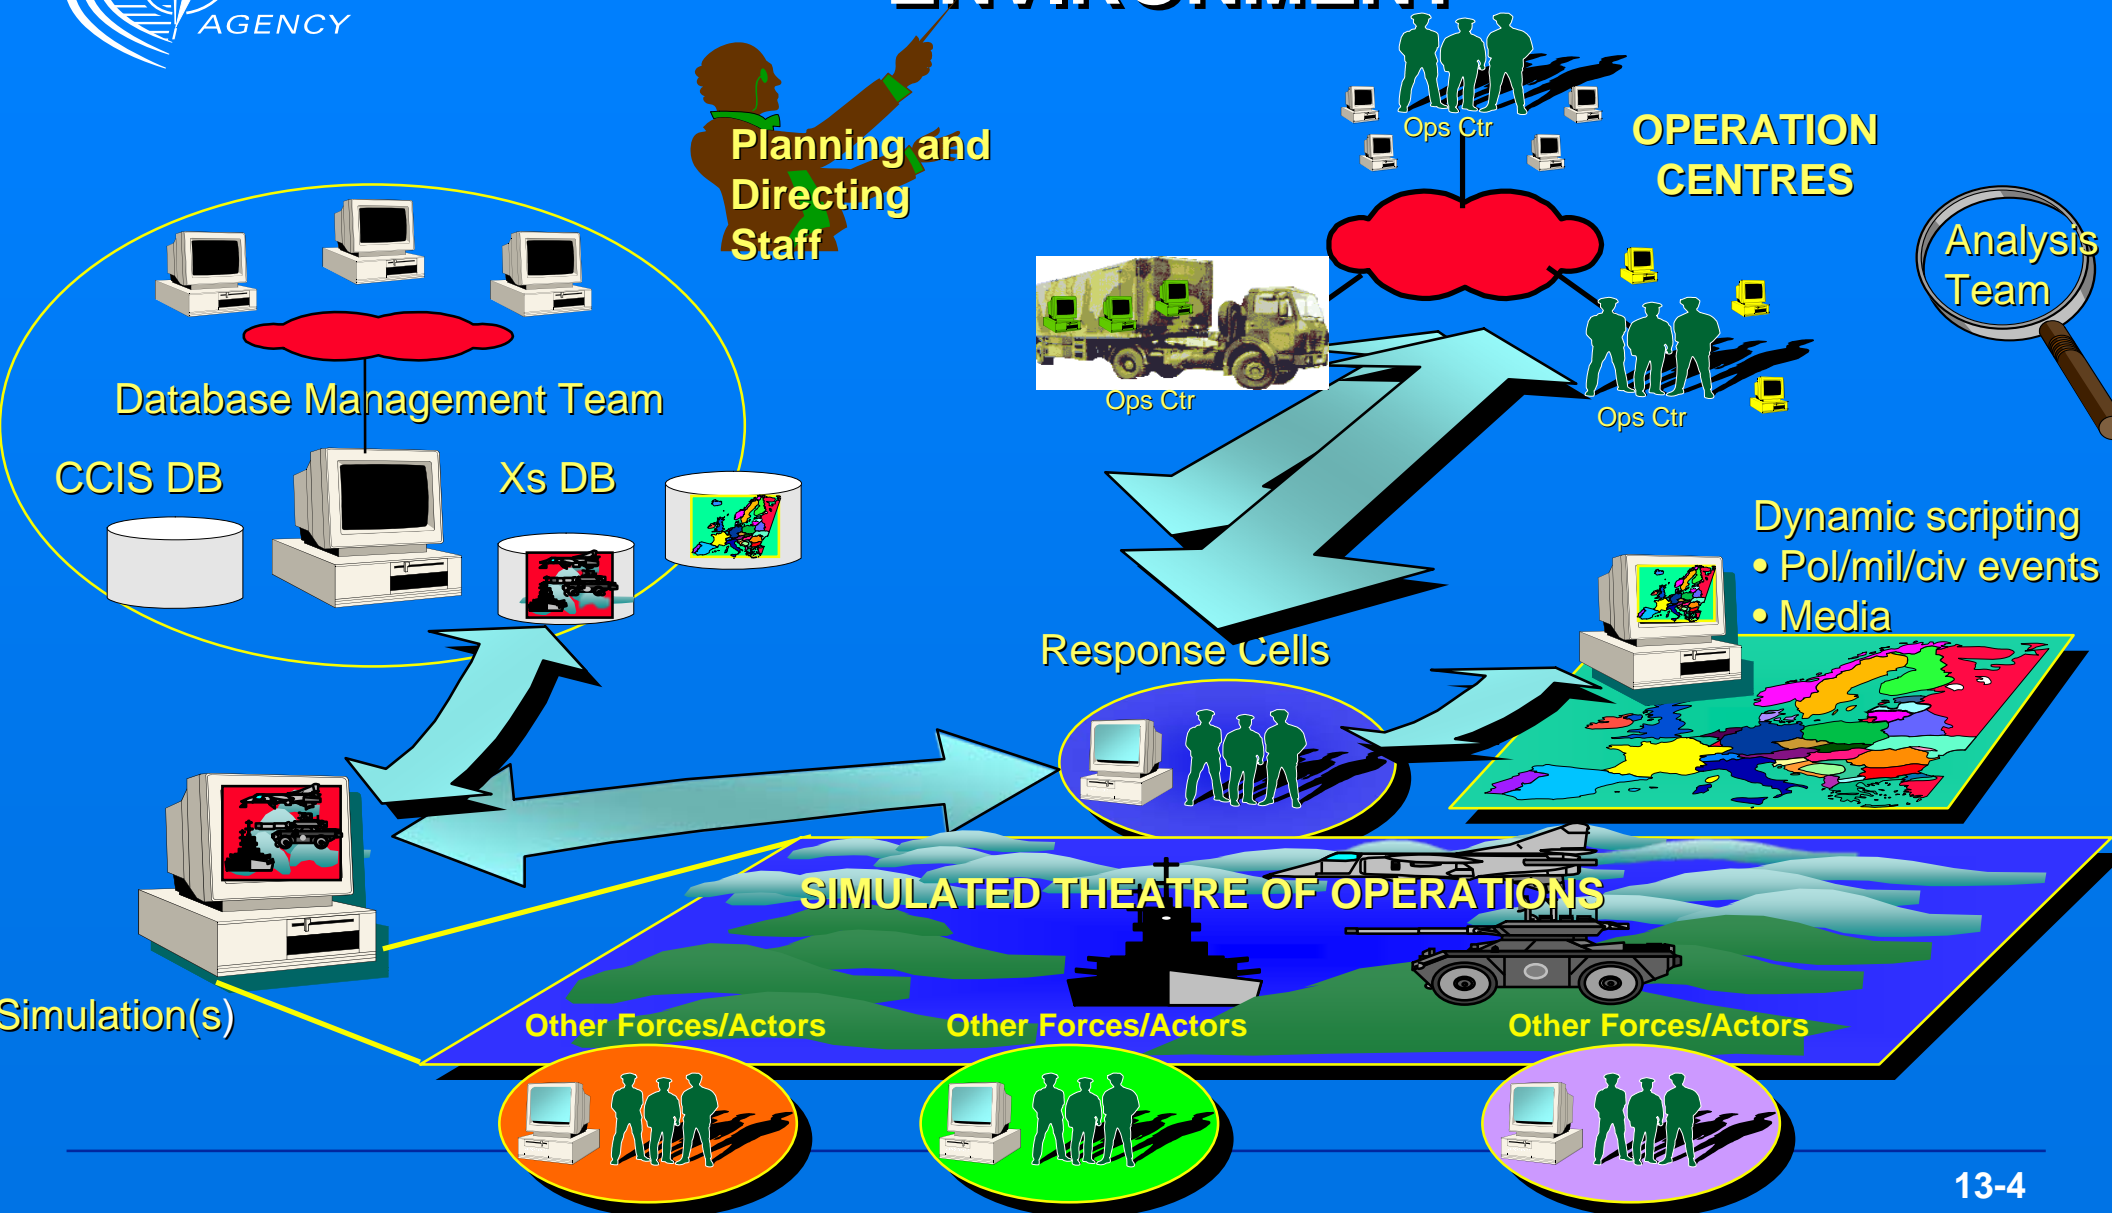 ENVIRONMENT
AGENCY
Planning and
Directing
Staff
Ops Ctr
OPERATION
CENTRES
Analysis
Team
Database Management Team
Ops Ctr
Ops Ctr
CCIS DB
Xs DB
Dynamic scripting
• Pol/mil/civ events
• Media
Response Cells
SIMULATED THEATRE OF OPERATIONS
Simulation(s)
Other Forces/Actors
Other Forces/Actors
Other Forces/Actors
13-4